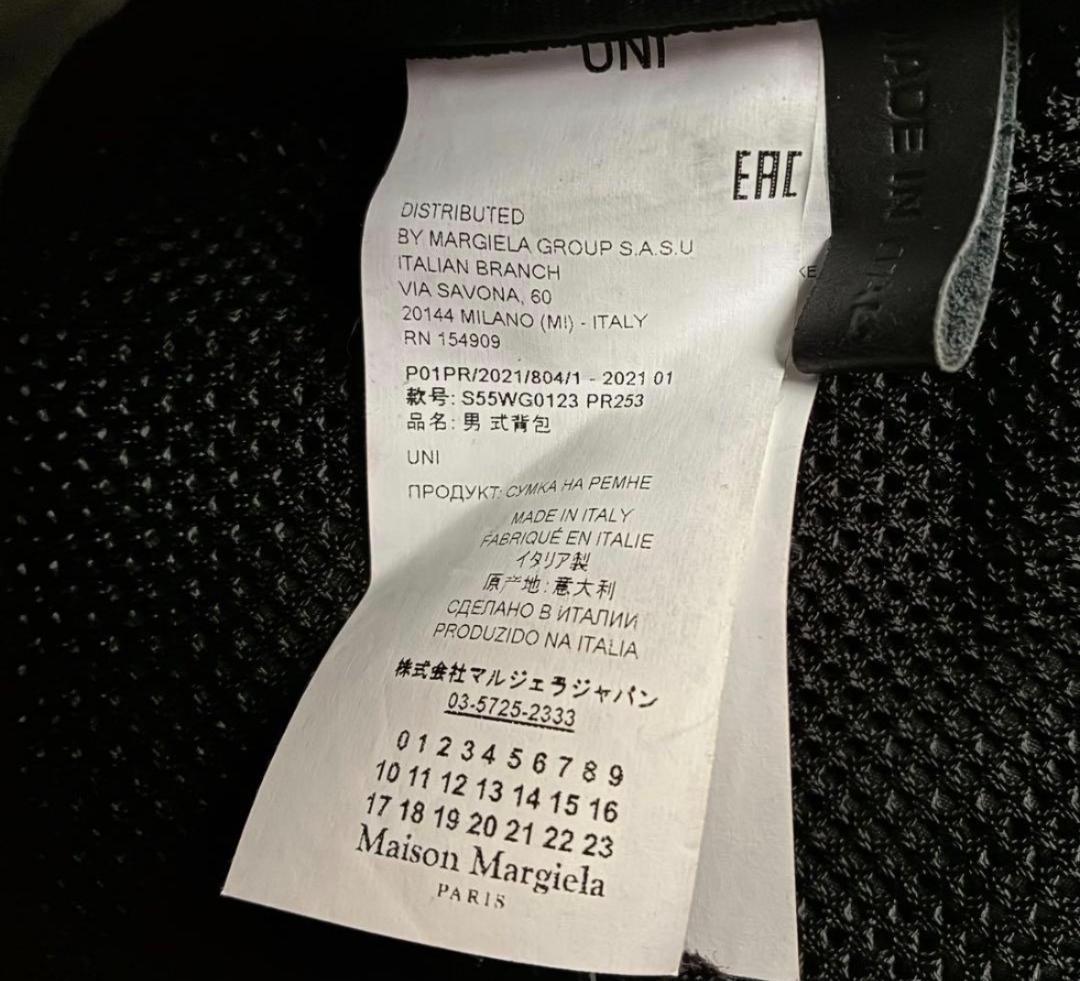 UNI
EAC
DISTRIBUTED
BY MARGIELA GROUP S.A.S.U
ITALIAN BRANCH
VIA SAVONA, 60
20144 MILANO (MI) - ITALY
RN 154909
P01PR/2021/804/1 - 2021 01
款号: S55WG0123 PR253
品名: 男 式背包
UNI
ПРОДУКТ: СУМКА НА РЕМНЕ
MADE IN ITALY
FABRIQUÉ EN ITALIE
イタリア製
原产地: 意大利
СДЕЛАНО В ИТАЛИИ
PRODUZIDO NA ITALIA
株式会社マルジェラジャパン
03-5725-2333
0 1 2 3 4 5 6 7 8 9
10 11 12 13 14 15 16
17 18 19 20 21 22 23
Maison Margiela
PARIS
MADE IN ITALY